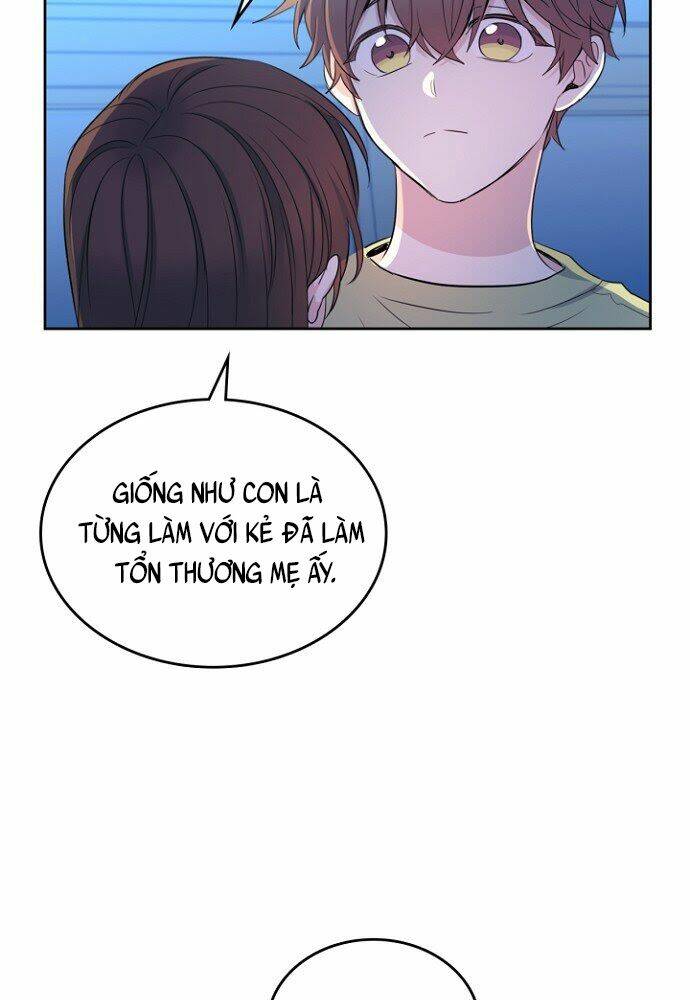 GIỐNG NHƯ CON LÀ
TỪNG LÀM VỚI KẺ ĐÃ LÀM
TỔN THƯƠNG MẸ ẤY.